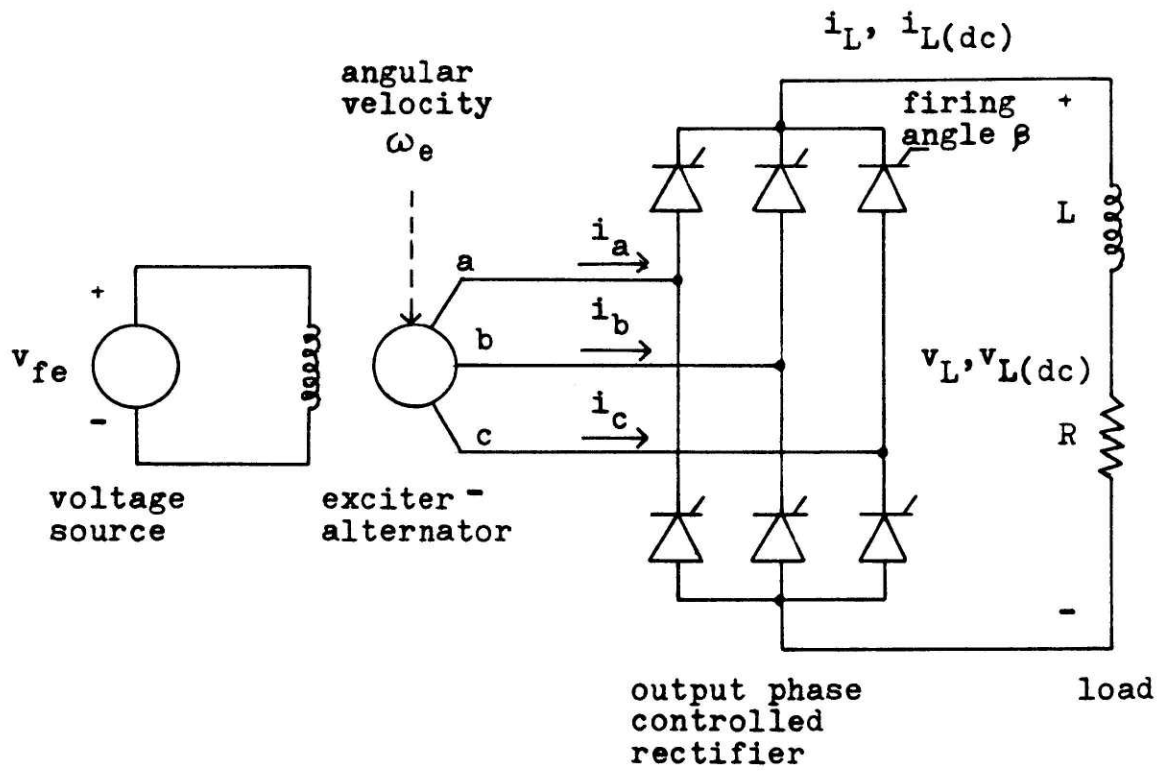 i_L, i_L(dc)
angular
velocity
ω_e
firing
angle β
+
L
a
i_a
+
b
i_b
v_fe
v_L, v_L(dc)
-
c
i_c
R
voltage
source
exciter-
alternator
-
output phase
controlled
rectifier
load